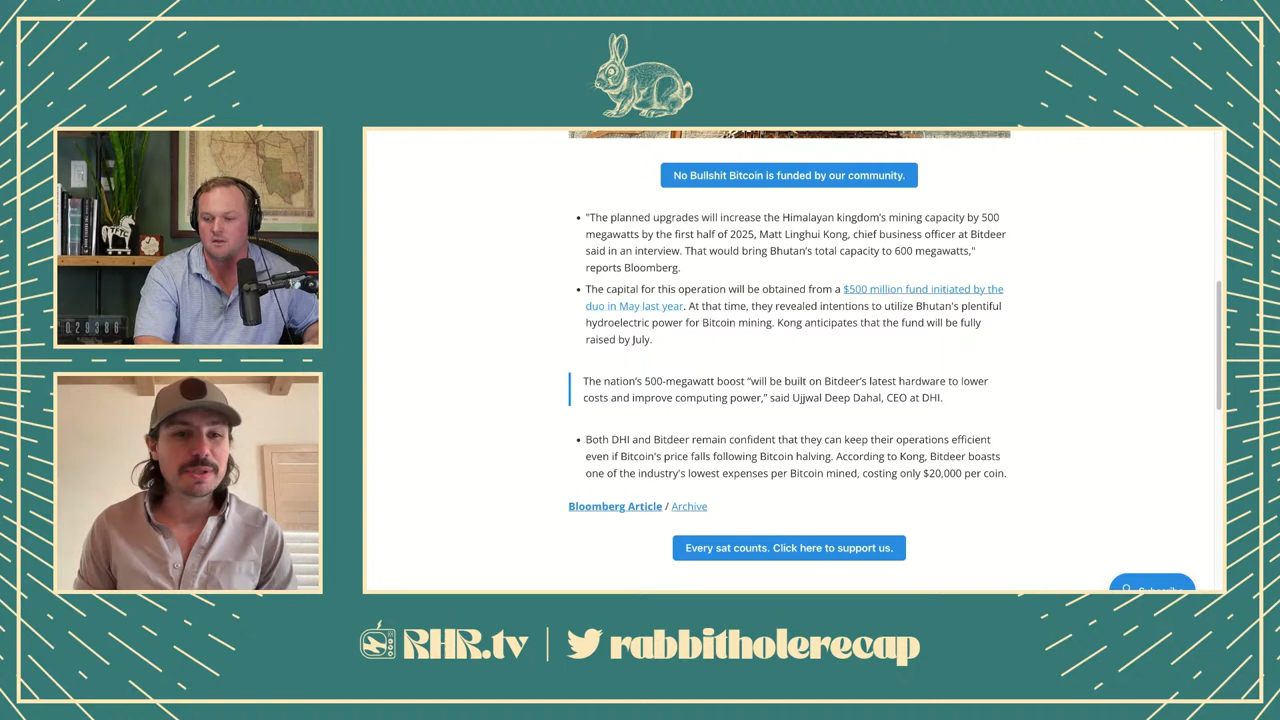 No Bullshit Bitcoin is funded by our community.
• "The planned upgrades will increase the Himalayan kingdom's mining capacity by 500
megawatts by the first half of 2025, Matt Linghui Kong, chief business officer at Bitdeer
said in an interview. That would bring Bhutan's total capacity to 600 megawatts,"
reports Bloomberg.
• The capital for this operation will be obtained from a $500 million fund initiated by the
duo in May last year. At that time, they revealed intentions to utilize Bhutan's plentiful
hydroelectric power for Bitcoin mining. Kong anticipates that the fund will be fully
raised by July.
The nation's 500-megawatt boost “will be built on Bitdeer's latest hardware to lower
costs and improve computing power,” said Ujjwal Deep Dahal, CEO at DHI.
• Both DHI and Bitdeer remain confident that they can keep their operations efficient
even if Bitcoin's price falls following Bitcoin halving. According to Kong, Bitdeer boasts
one of the industry's lowest expenses per Bitcoin mined, costing only $20,000 per coin.
Bloomberg Article / Archive
Every sat counts. Click here to support us.
RHR.tv | rabbitholerecap